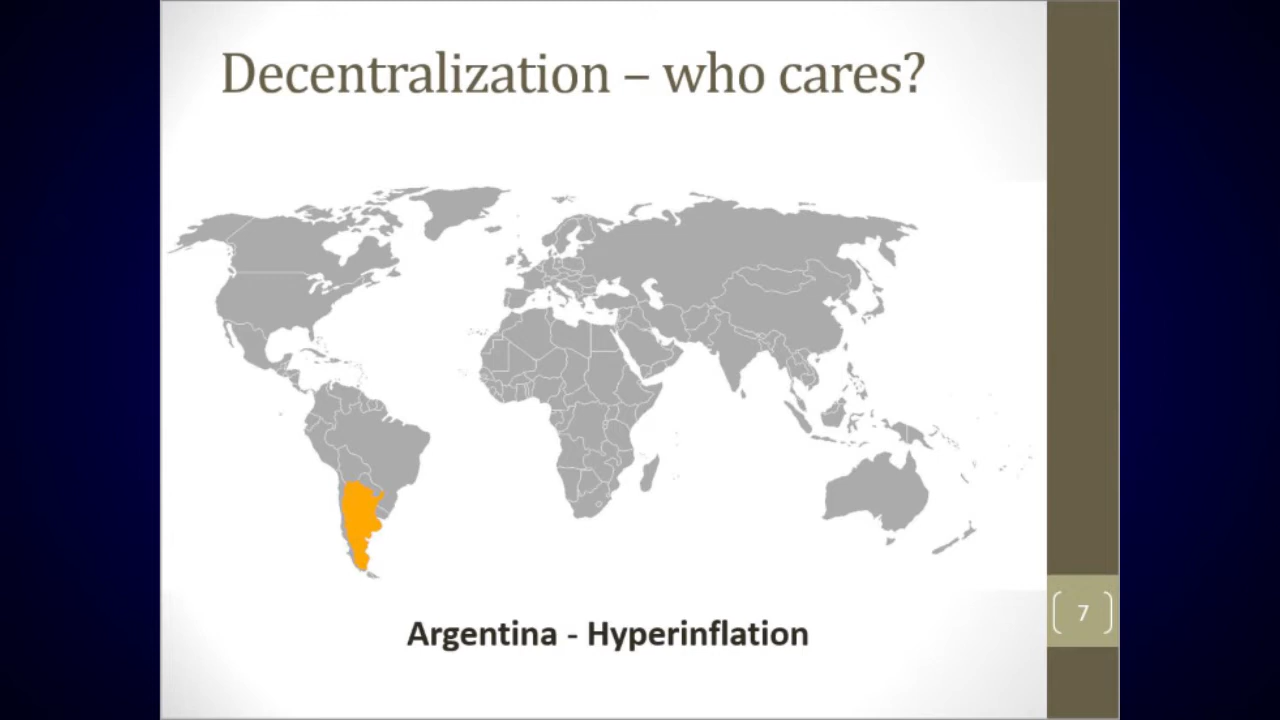 Decentralization – who cares?
Argentina - Hyperinflation
7